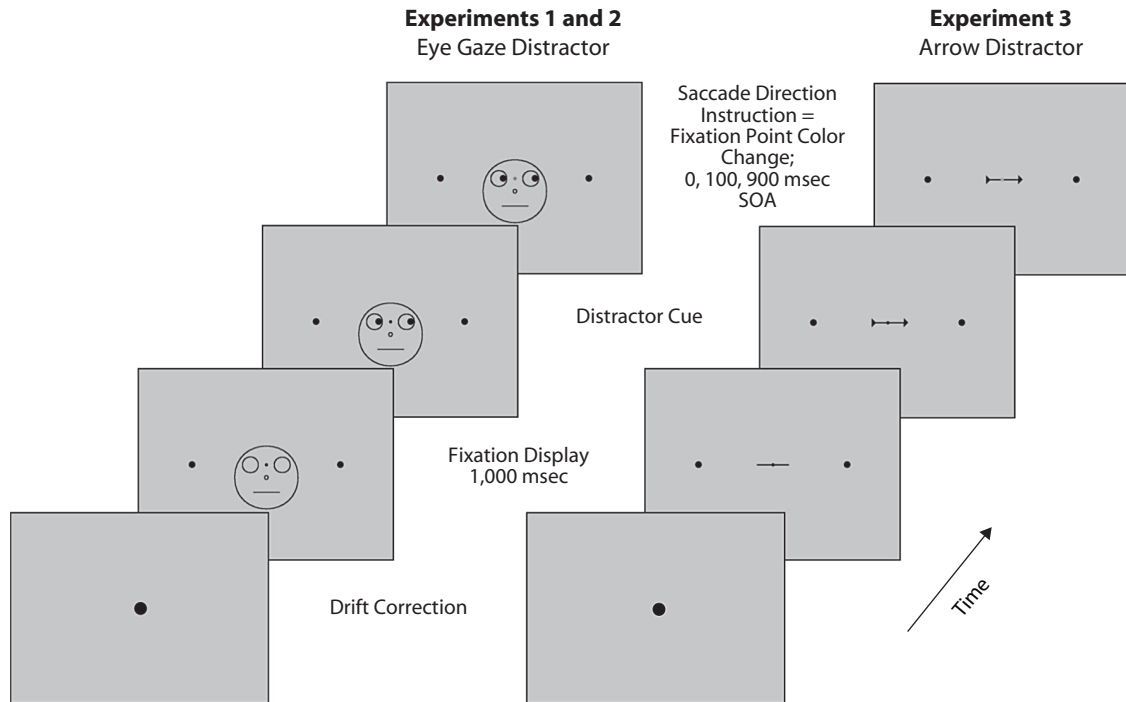 Experiments 1 and 2
Eye Gaze Distractor
Experiment 3
Arrow Distractor
Saccade Direction
Instruction =
Fixation Point Color
Change;
0, 100, 900 msec
SOA
Distractor Cue
Fixation Display
1,000 msec
Drift Correction
Time